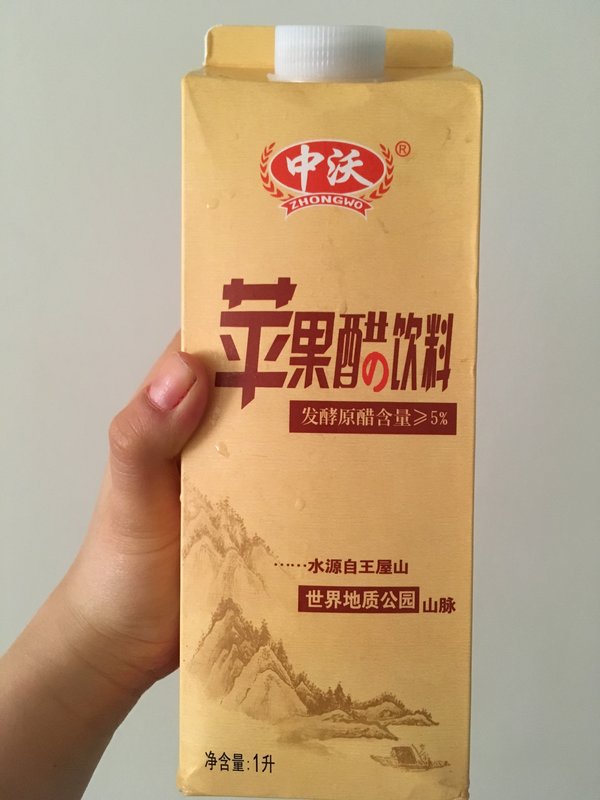 中沃®
ZHONGWO
苹果醋の饮料
发酵原醋含量≥5%
……水源自王屋山
世界地质公园山脉
净含量:1升